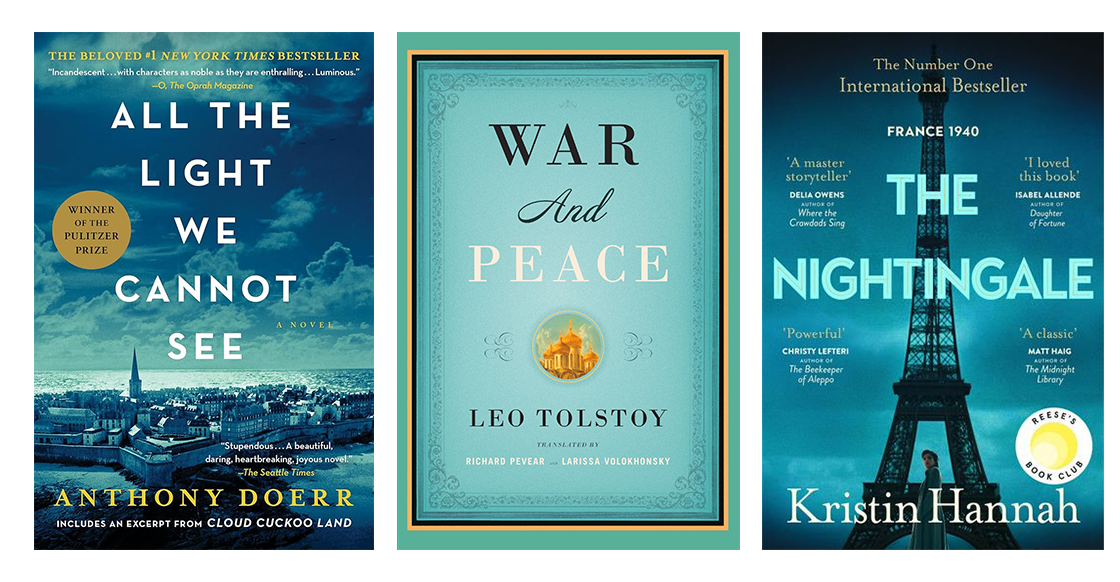 THE BELOVED #1 NEW YORK TIMES BESTSELLER
"Incandescent...with characters as noble as they are enthralling...Luminous."
—O, The Oprah Magazine
ALL THE
LIGHT
WE
CANNOT
SEE
A NOVEL
WINNER
OF THE
PULITZER
PRIZE
"Stupendous...A beautiful,
daring, heartbreaking, joyous novel."
—The Seattle Times
ANTHONY DOERR
INCLUDES AN EXCERPT FROM CLOUD CUCKOO LAND
WAR
And
PEACE
LEO TOLSTOY
TRANSLATED BY
RICHARD PEVEAR and LARISSA VOLOKHONSKY
The Number One
International Bestseller
FRANCE 1940
'A master
storyteller'
DELIA OWENS
AUTHOR OF
Where the
Crawdads Sing
'I loved
this book'
ISABEL ALLENDE
AUTHOR OF
Daughter
of Fortune
THE
NIGHTINGALE
'Powerful'
CHRISTY LEFTERI
AUTHOR OF
The Beekeeper
of Aleppo
'A classic'
MATT HAIG
AUTHOR OF
The Midnight
Library
REESE'S
BOOK CLUB
Kristin Hannah